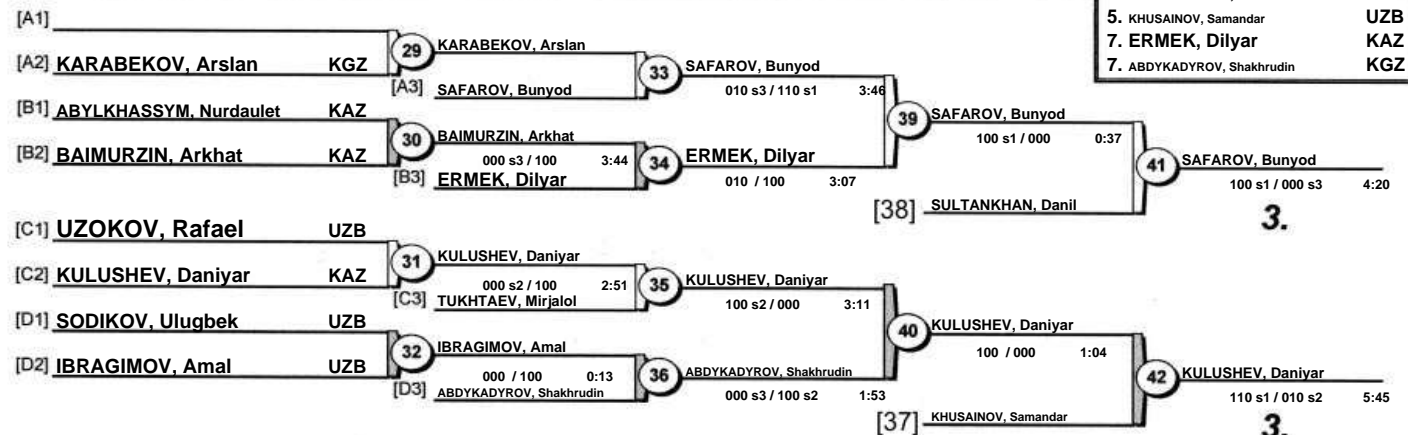 5. KHUSAINOV, Samandar UZB
7. ERMEK, Dilyar KAZ
7. ABDYKADYROV, Shakhrudin KGZ
[A1]
[A2] KARABEKOV, Arslan KGZ
29
KARABEKOV, Arslan
[A3] SAFAROV, Bunyod
33
SAFAROV, Bunyod
010 s3 / 110 s1 3:46
[B1] ABYLKHASSYM, Nurdaulet KAZ
[B2] BAIMURZIN, Arkhat KAZ
30
BAIMURZIN, Arkhat
000 s3 / 100 3:44
[B3] ERMEK, Dilyar
34
ERMEK, Dilyar
010 / 100 3:07
39
SAFAROV, Bunyod
100 s1 / 000 0:37
[38] SULTANKHAN, Danil
41
SAFAROV, Bunyod
100 s1 / 000 s3 4:20
3.
[C1] UZOKOV, Rafael UZB
[C2] KULUSHEV, Daniyar KAZ
31
KULUSHEV, Daniyar
000 s2 / 100 2:51
[C3] TUKHTAEV, Mirjalol
35
KULUSHEV, Daniyar
100 s2 / 000 3:11
[D1] SODIKOV, Ulugbek UZB
[D2] IBRAGIMOV, Amal UZB
32
IBRAGIMOV, Amal
000 / 100 0:13
[D3] ABDYKADYROV, Shakhrudin
36
ABDYKADYROV, Shakhrudin
000 s3 / 100 s2 1:53
40
KULUSHEV, Daniyar
100 / 000 1:04
[37] KHUSAINOV, Samandar
42
KULUSHEV, Daniyar
110 s1 / 010 s2 5:45
3.